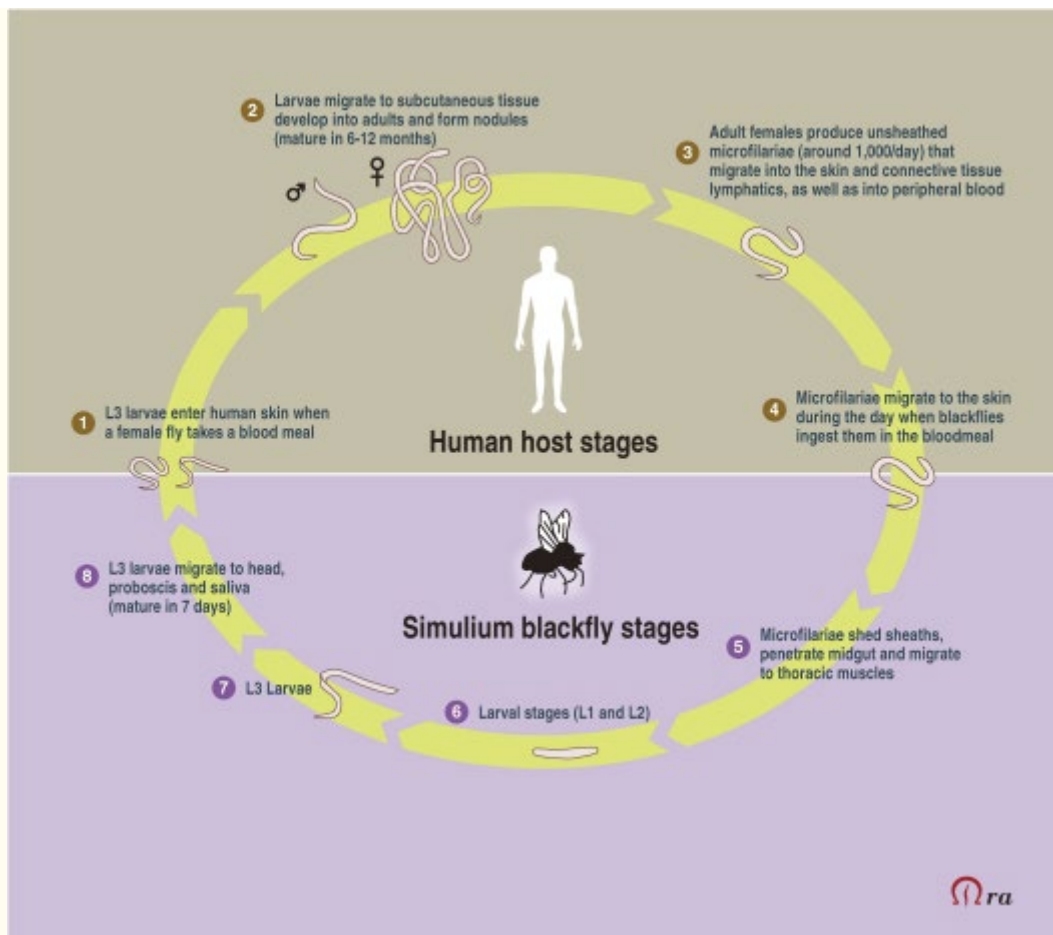 2 Larvae migrate to subcutaneous tissue
develop into adults and form nodules
(mature in 6-12 months)
♂
♀
3 Adult females produce unsheathed
microfilariae (around 1,000/day) that
migrate into the skin and connective tissue
lymphatics, as well as into peripheral blood
1 L3 larvae enter human skin when
a female fly takes a blood meal
4 Microfilariae migrate to the skin
during the day when blackflies
ingest them in the bloodmeal
Human host stages
8 L3 larvae migrate to head,
proboscis and saliva
(mature in 7 days)
Simulium blackfly stages
5 Microfilariae shed sheaths,
penetrate midgut and migrate
to thoracic muscles
7 L3 Larvae
6 Larval stages (L1 and L2)
ra